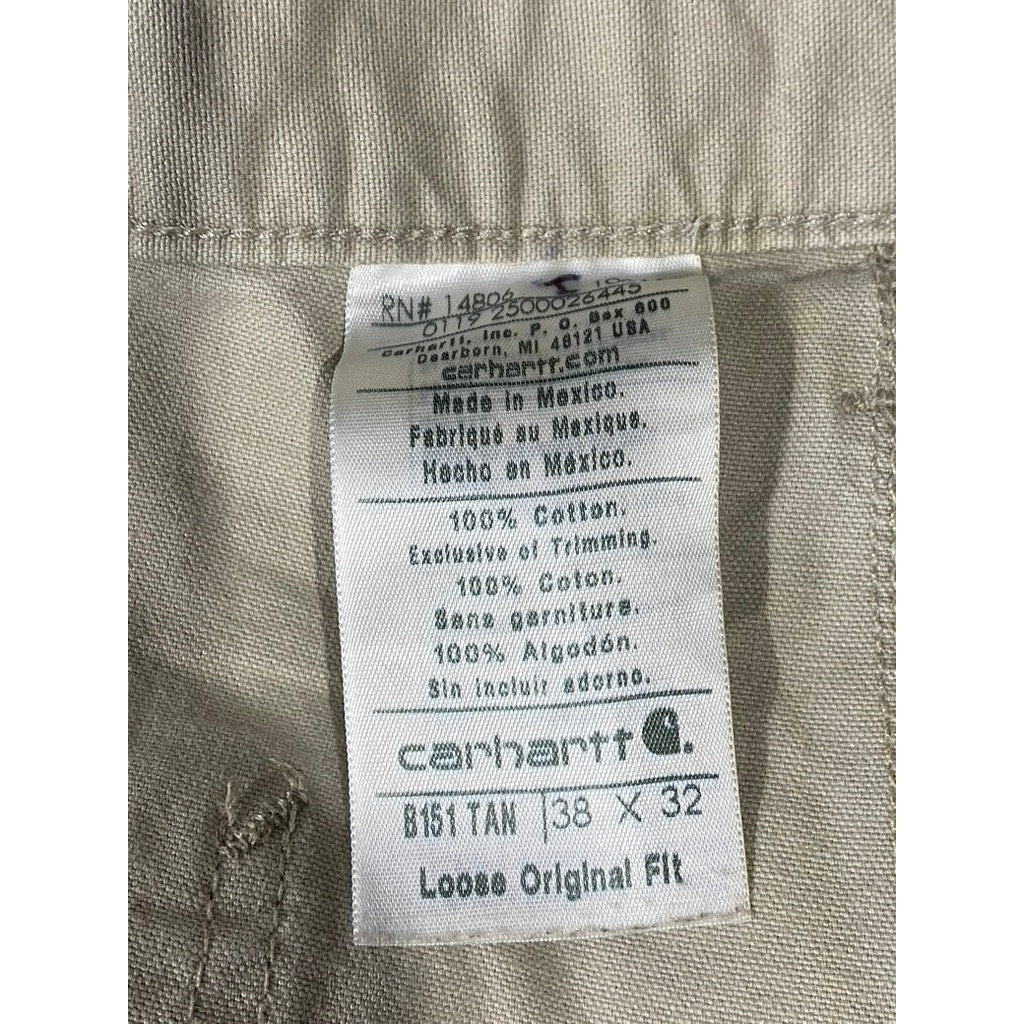 RN# 14806
0119 2500026445
Carhartt, Inc. P. O. Box 600
Dearborn, MI 48121 USA
carhartt.com
Made in Mexico.
Fabriqué au Mexique.
Hecho en México.
100% Cotton.
Exclusive of Trimming.
100% Coton.
Sans garniture.
100% Algodón.
Sin incluir adorno.
carhartt
B151 TAN 38 X 32
Loose Original Fit